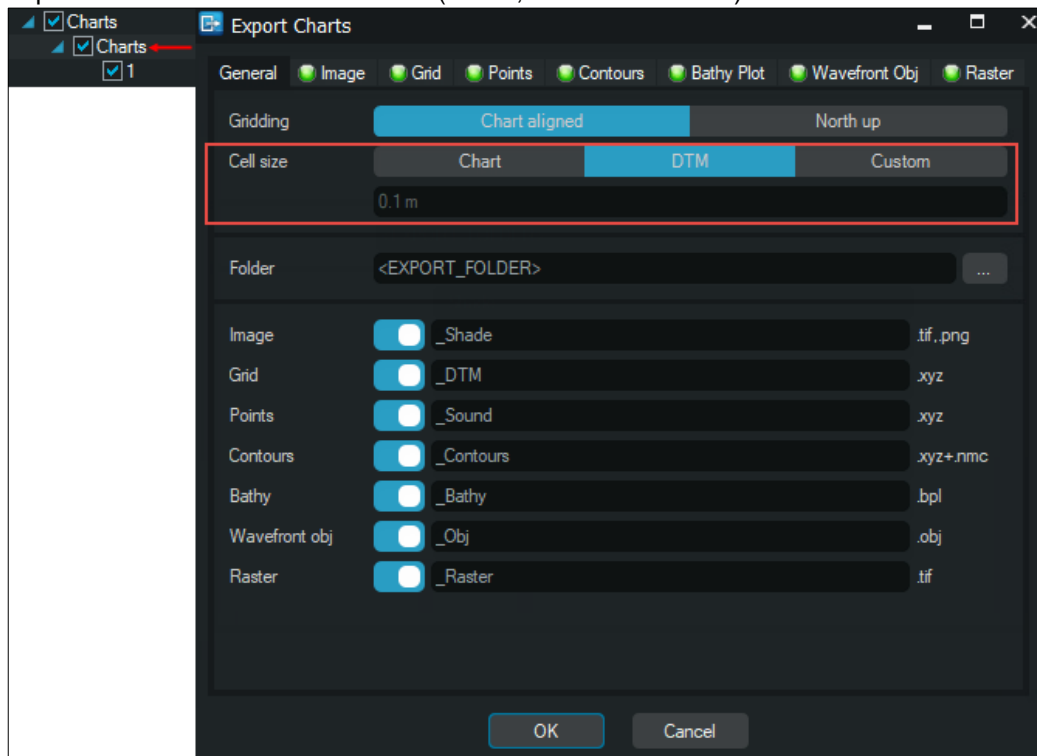 Charts
Charts
1
Export Charts
General Image Grid Points Contours Bathy Plot Wavefront Obj Raster
Gridding Chart aligned North up
Cell size Chart DTM Custom
0.1 m
Folder <EXPORT_FOLDER> ...
Image _Shade .tif,.png
Grid _DTM .xyz
Points _Sound .xyz
Contours _Contours .xyz+.nmc
Bathy _Bathy .bpl
Wavefront obj _Obj .obj
Raster _Raster .tif
OK Cancel